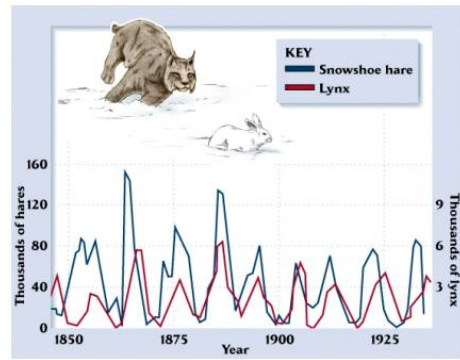 KEY
Snowshoe hare
Lynx
Thousands of hares
160
120
80
40
0
9
6
3
Thousands of lynx
1850
1875
1900
1925
Year